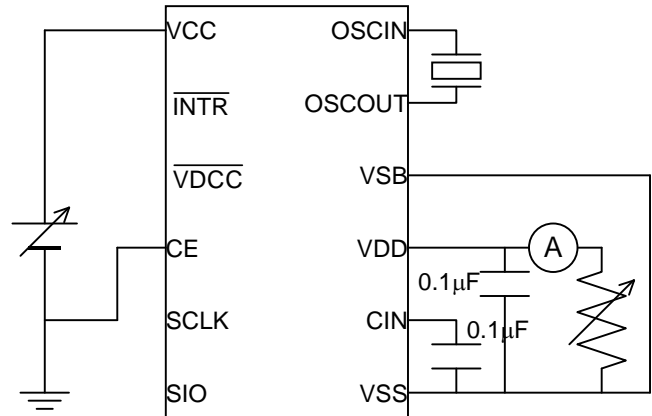 VCC
OSCIN
INTR
OSCOUT
VDCC
VSB
CE
VDD
A
0.1μF
SCLK
CIN
0.1μF
SIO
VSS